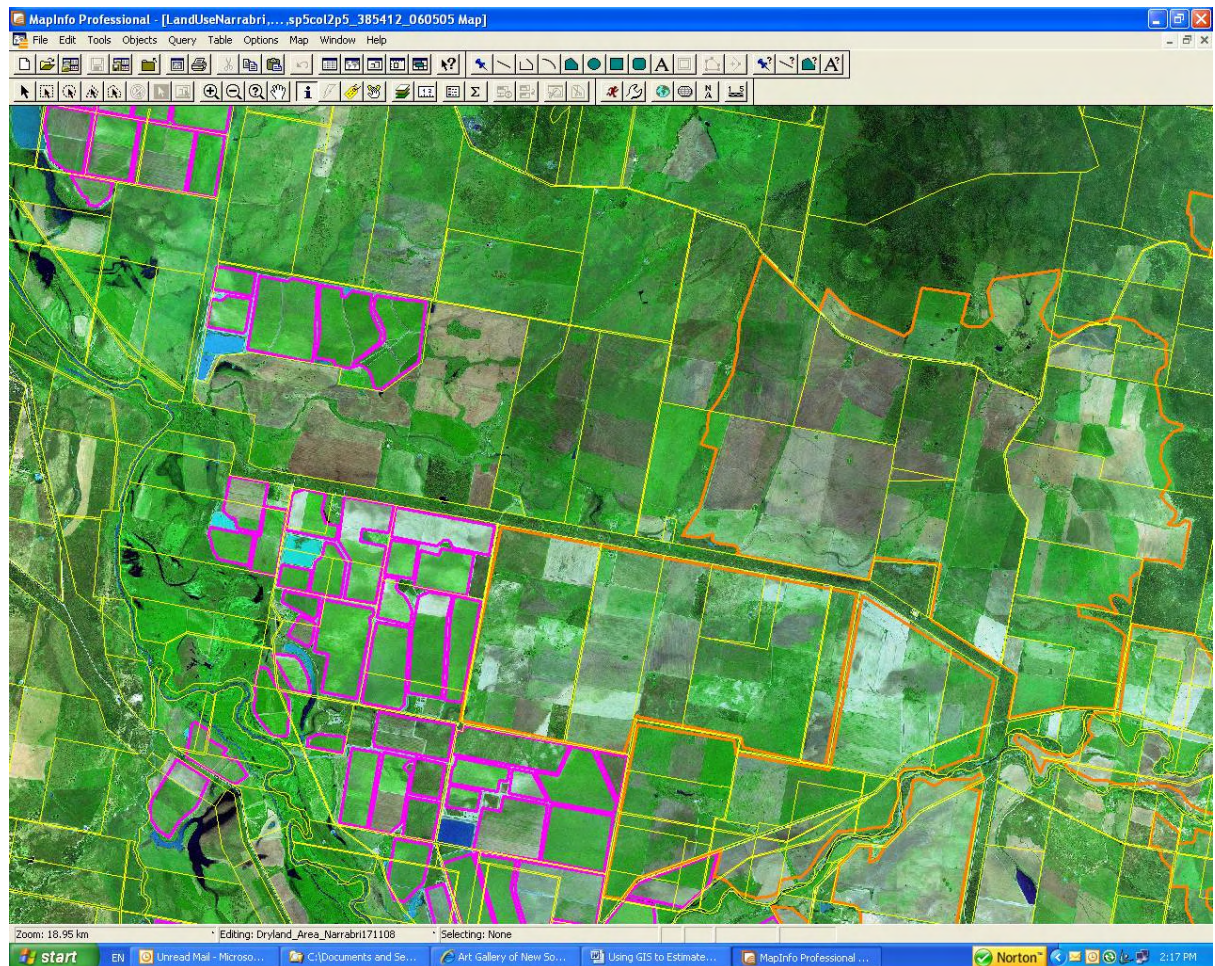 MapInfo Professional - [LandUseNarrabri,...,sp5col2p5_385412_060505 Map]
File Edit Tools Objects Query Table Options Map Window Help
Zoom: 18.95 km Editing: Dryland_Area_Narrabri171108 Selecting: None
start EN Unread Mail - Microso... C:\Documents and Se... Art Gallery of New So... Using GIS to Estimate... MapInfo Professional ... Norton™ 2:17 PM